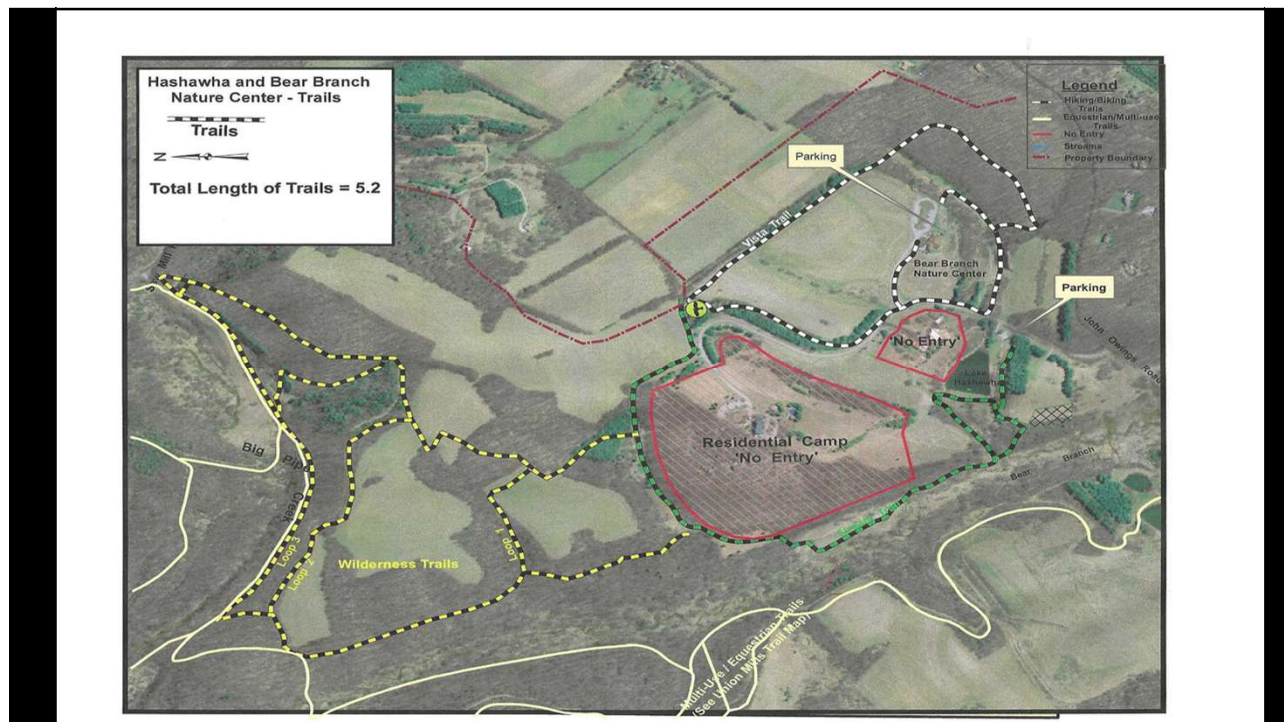 Hashawha and Bear Branch
Nature Center - Trails
Trails
N
Total Length of Trails = 5.2
Legend
Hiking/Biking
Trails
Equestrian/Multi-use
Trails
No Entry
Streams
Property Boundary
Parking
Vista Trail
Bear Branch
Nature Center
Parking
John Owings Road
'No Entry'
Lake
Hashawha
Residential Camp
'No Entry'
Bear Branch
Mill
Big Pipe
Creek
Loop 3
Loop 2
Loop 1
Wilderness Trails
Multi-Use / Equestrian Trails
(See Union Mills Trail Map)